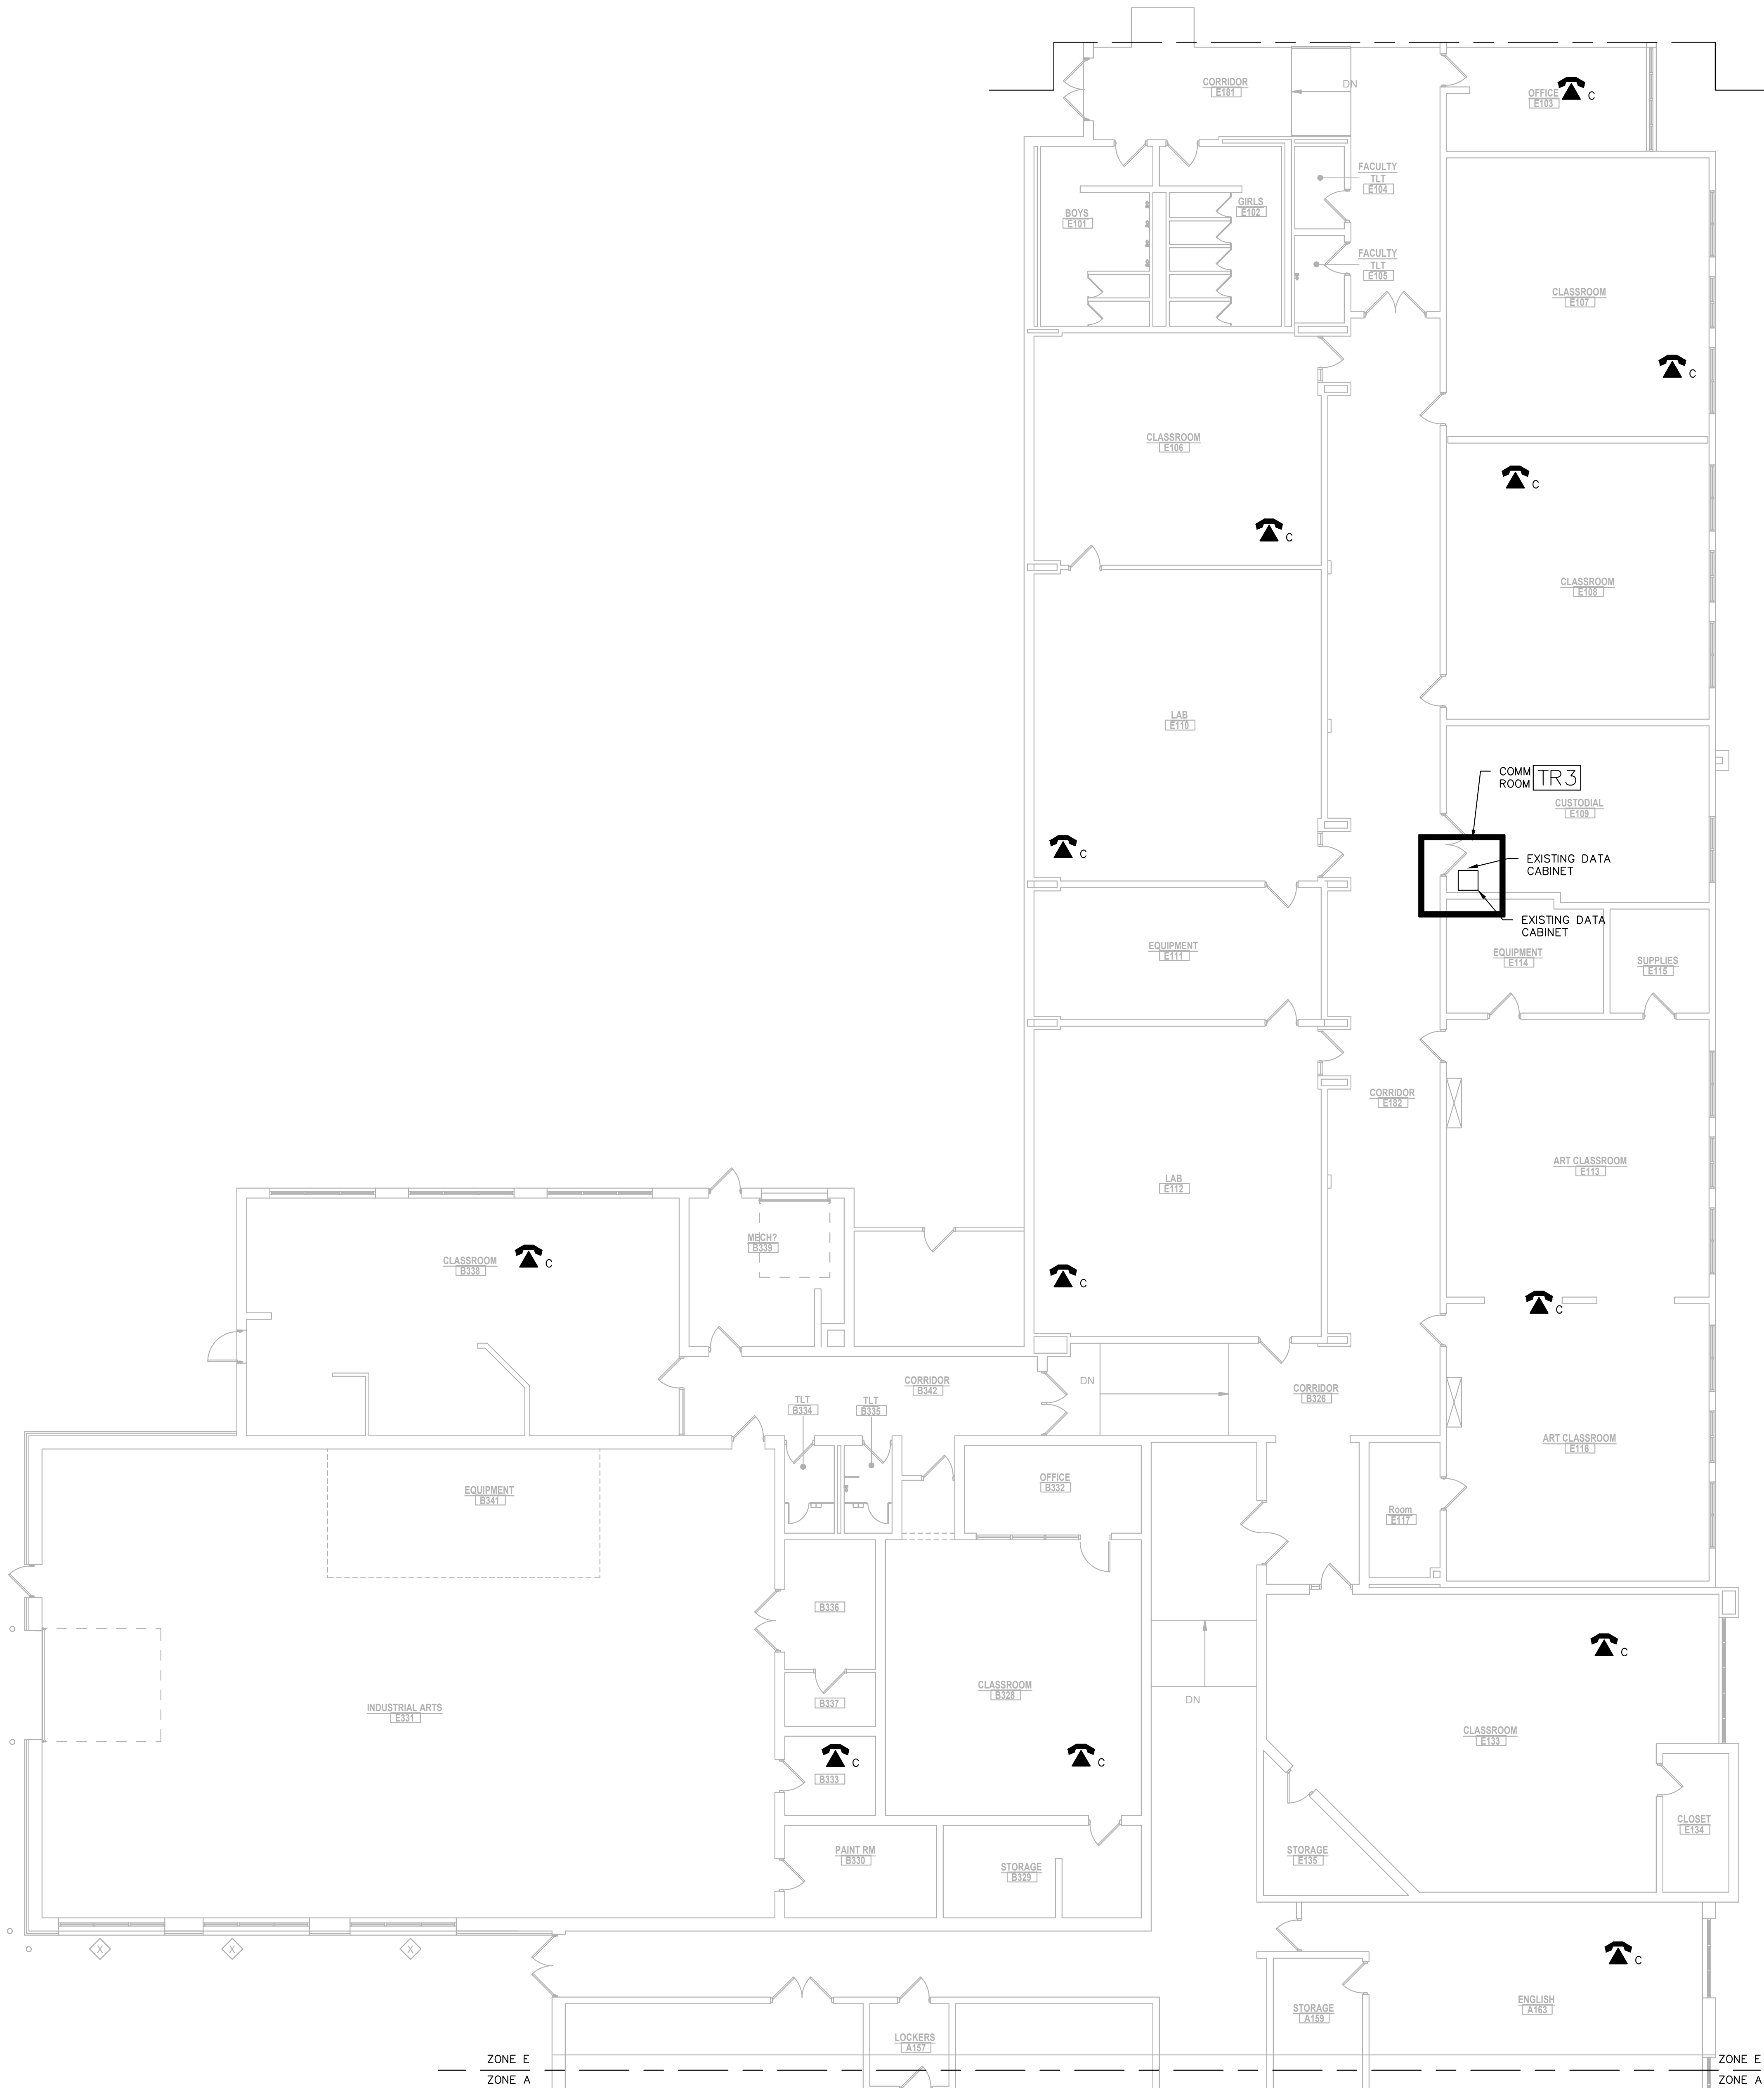 CORRIDOR
E181
DN
OFFICE
E103
C
FACULTY
TLT
E104
BOYS
E101
GIRLS
E102
FACULTY
TLT
E105
CLASSROOM
E107
C
CLASSROOM
E106
C
C
CLASSROOM
E108
LAB
E110
COMM
ROOM
TR3
CUSTODIAL
E109
C
EXISTING DATA
CABINET
EXISTING DATA
CABINET
EQUIPMENT
E111
EQUIPMENT
E114
SUPPLIES
E115
CORRIDOR
E182
ART CLASSROOM
E113
LAB
E112
MECH?
B339
CLASSROOM
B338
C
C
C
CORRIDOR
B342
DN
CORRIDOR
B326
TLT
B334
TLT
B335
ART CLASSROOM
E116
OFFICE
B332
EQUIPMENT
B341
Room
E117
B336
C
CLASSROOM
B328
B337
DN
INDUSTRIAL ARTS
E331
CLASSROOM
E133
C
C
B333
CLOSET
E134
PAINT RM
B330
STORAGE
E135
STORAGE
B329
X
X
X
C
ENGLISH
A163
STORAGE
A159
LOCKERS
A157
ZONE E
ZONE E
ZONE A
ZONE A